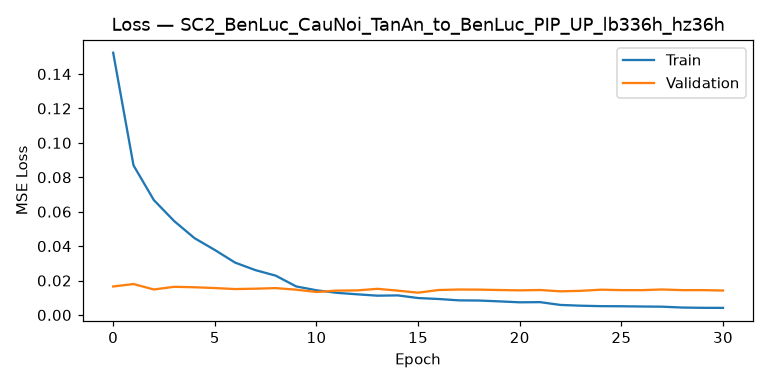 Loss — SC2_BenLuc_CauNoi_TanAn_to_BenLuc_PIP_UP_lb336h_hz36h
Train
Validation
MSE Loss
0.14
0.12
0.10
0.08
0.06
0.04
0.02
0.00
0 5 10 15 20 25 30
Epoch